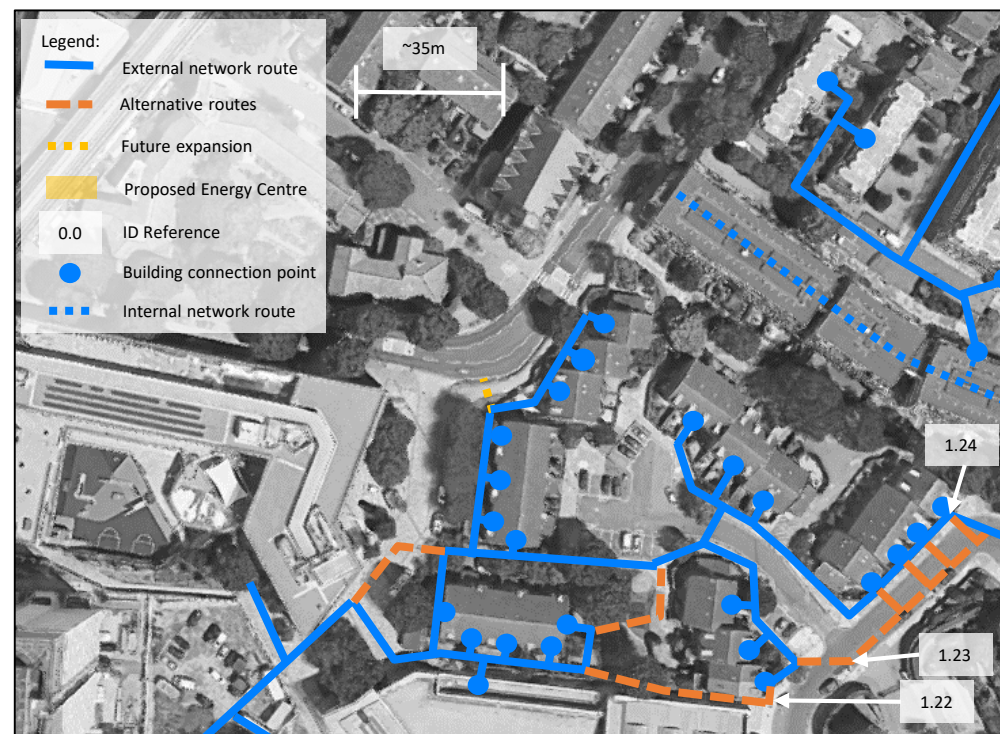 Legend:
External network route
Alternative routes
Future expansion
Proposed Energy Centre
0.0 ID Reference
Building connection point
Internal network route
~35m
1.24
1.23
1.22